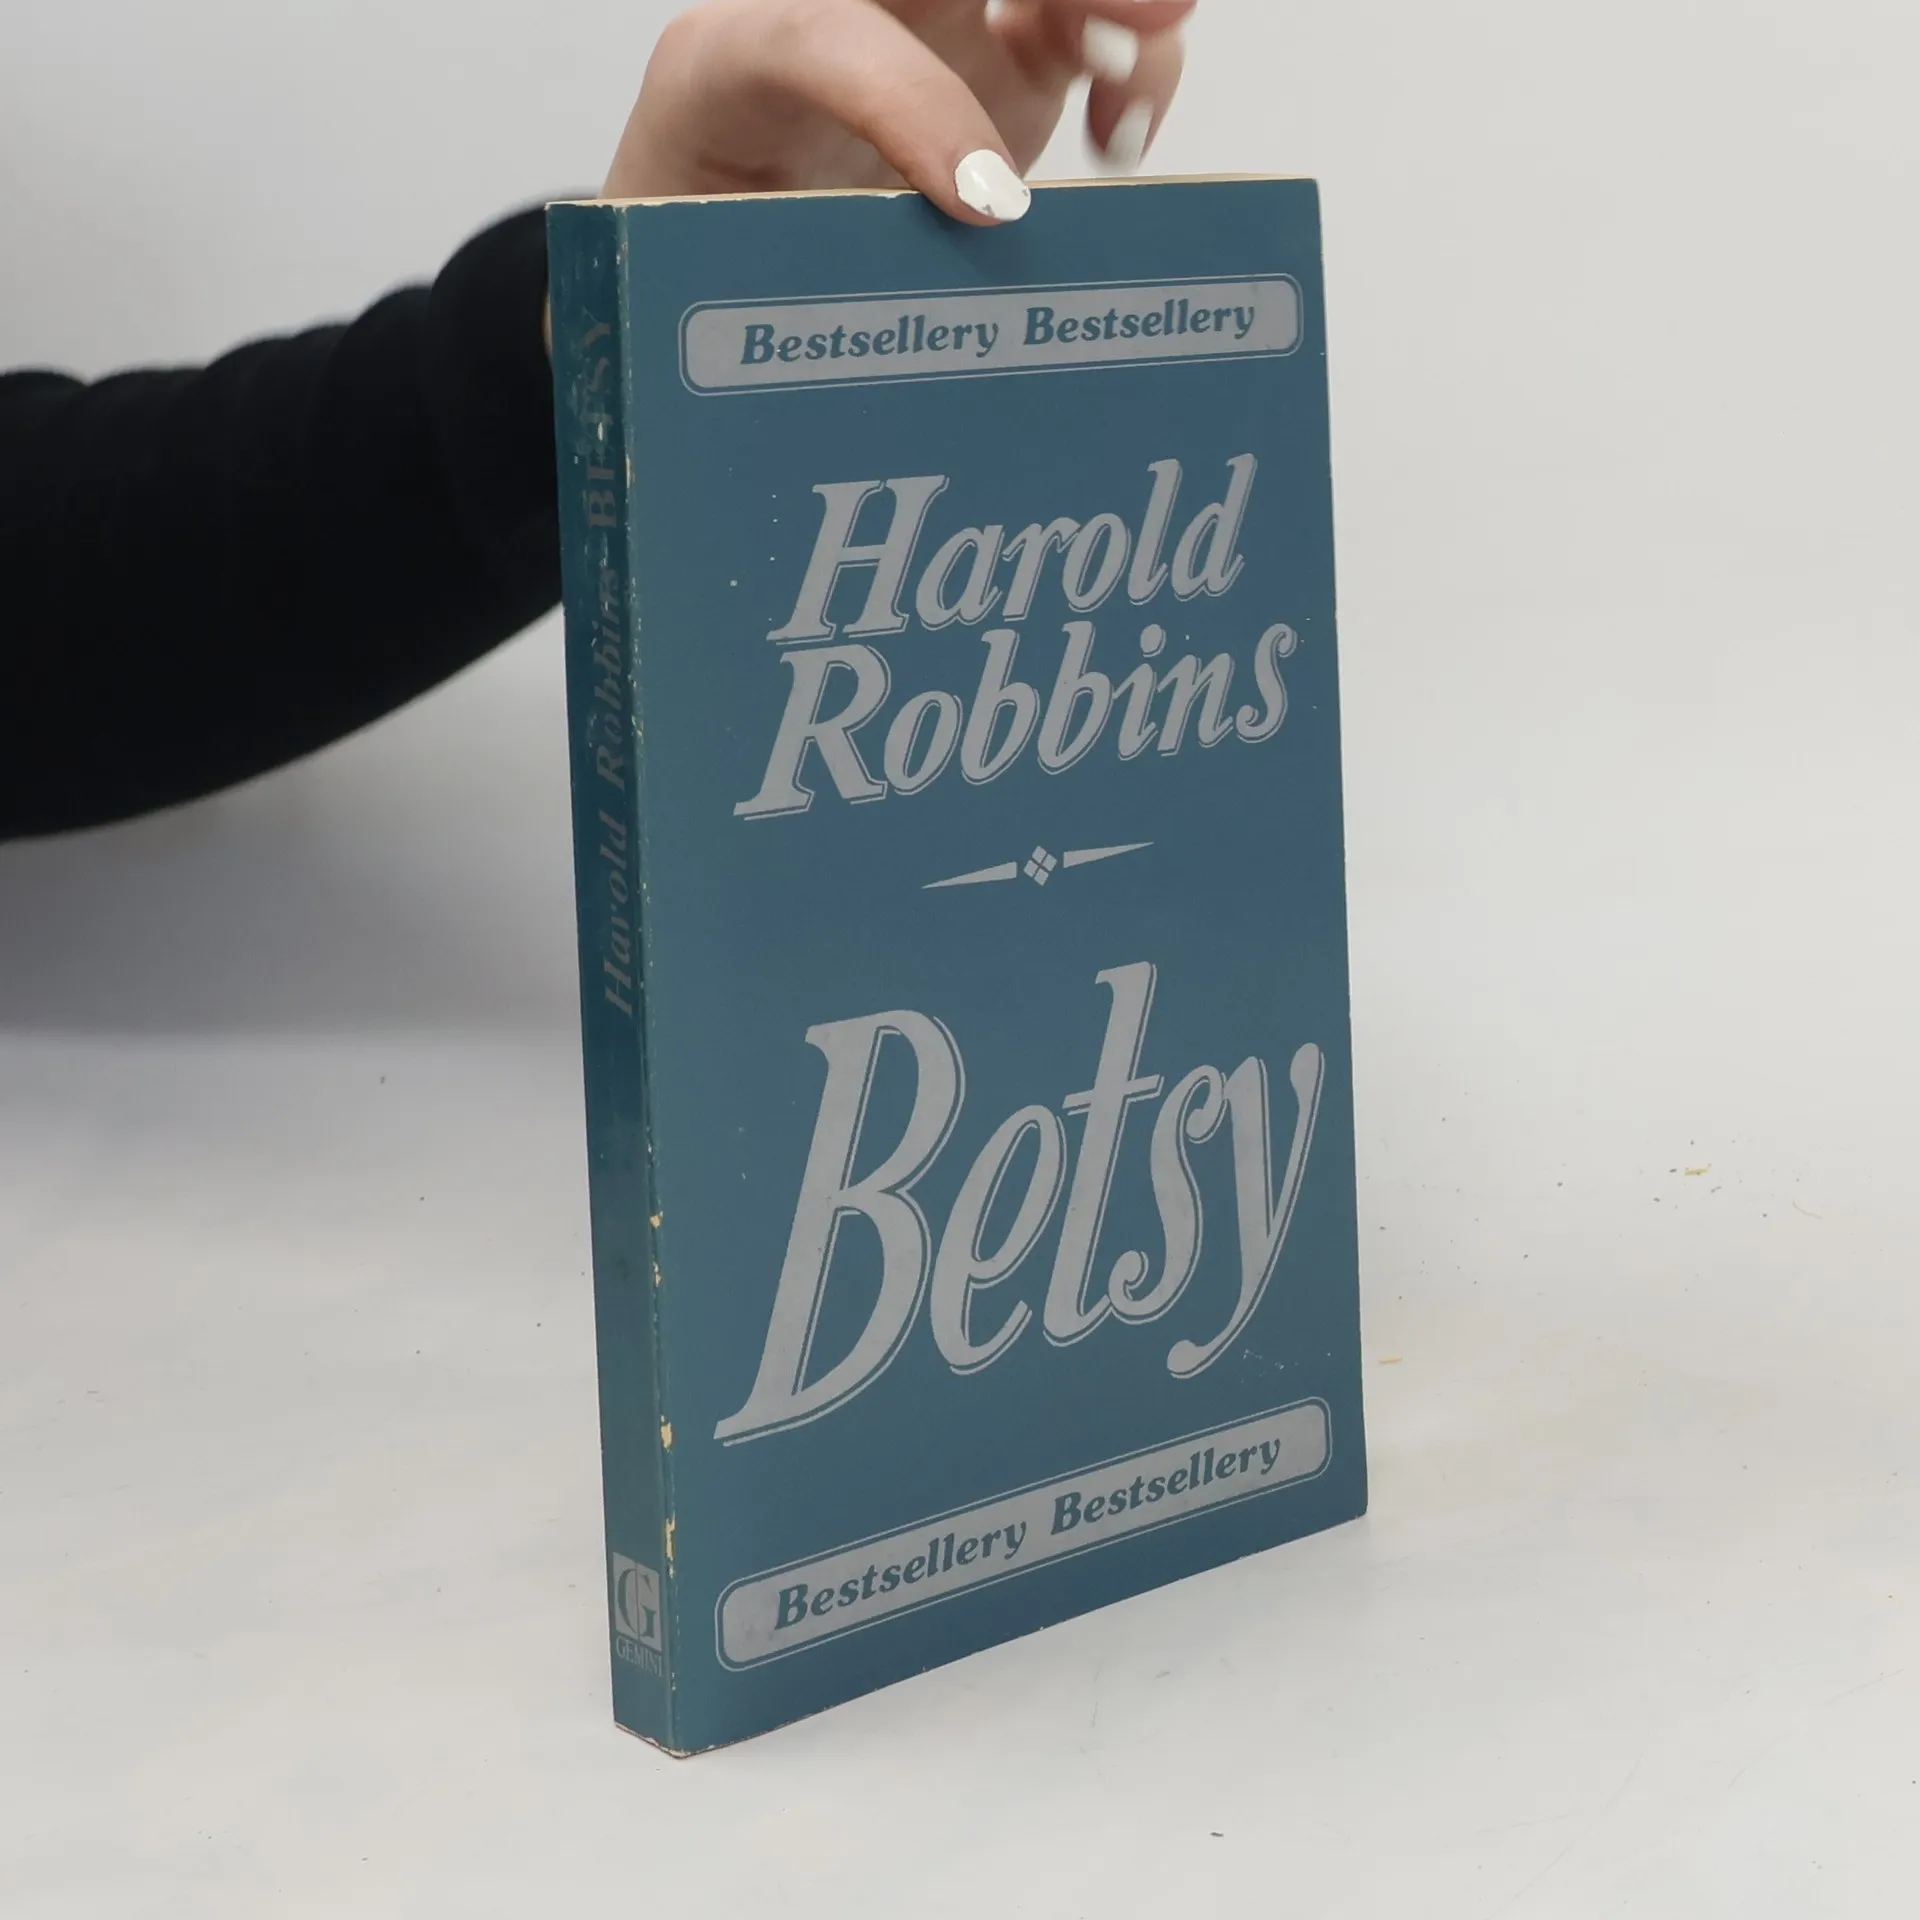 Bestsellery Bestsellery
Harold
Robbins
Betsy
Bestsellery Bestsellery
Harold Robbins BETSY
G
GEMINI